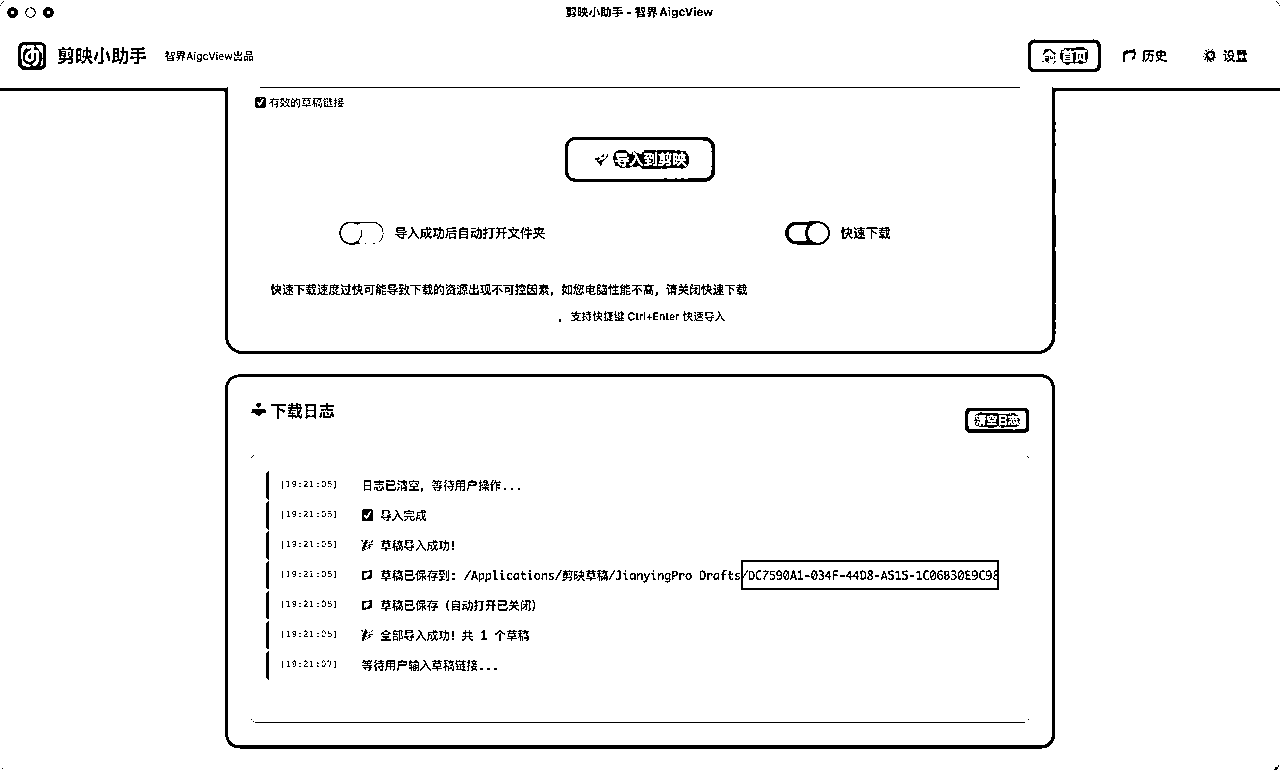 剪映小助手 - 智界AigcView
剪映小助手 智界AigcView出品 首页 历史 设置
有效的草稿链接
导入到剪映
导入成功后自动打开文件夹 快速下载
快速下载速度过快可能导致下载的资源出现不可控因素，如您电脑性能不高，请关闭快速下载
，支持快捷键 Ctrl+Enter 快速导入
下载日志 清空日志
[19:21:05] 日志已清空，等待用户操作...
[19:21:05] 导入完成
[19:21:05] 草稿导入成功！
[19:21:05] 草稿已保存到: /Applications/剪映草稿/JianyingPro Drafts/DC7590A1-034F-44D8-A515-1C06B30E9C98
[19:21:05] 草稿已保存（自动打开已关闭）
[19:21:05] 全部导入成功！共 1 个草稿
[19:21:07] 等待用户输入草稿链接...